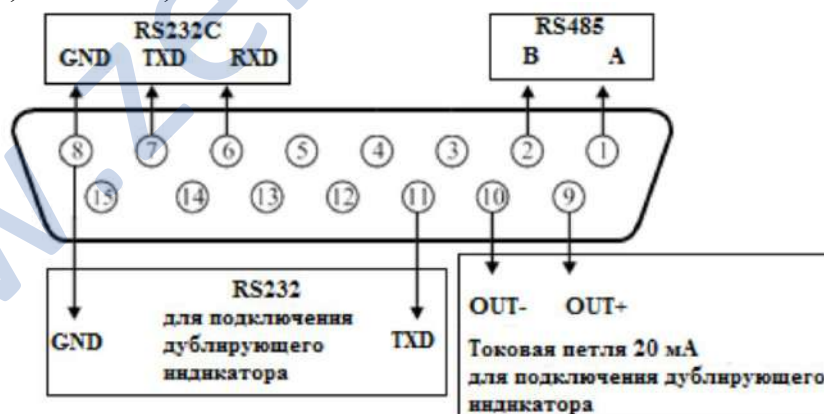 RS232C
GND TXD RXD
RS485
B A
8 7 6 5 4 3 2 1
15 14 13 12 11 10 9
RS232
для подключения
дублирующего
индикатора
GND
TXD
OUT- OUT+
Токовая петля 20 мА
для подключения дублирующего
индикатора